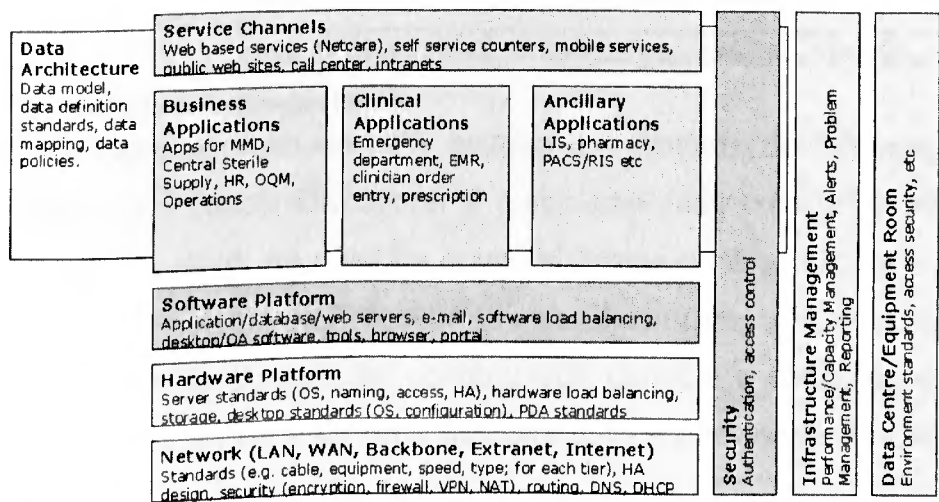 Data
Architecture
Data model,
data definition
standards, data
mapping, data
policies.
Service Channels
Web based services (Netcare), self service counters, mobile services,
public web sites, call center, intranets
Business
Applications
Apps for MMD,
Central Sterile
Supply, HR, OQM,
Operations
Clinical
Applications
Emergency
department, EMR,
clinician order
entry, prescription
Ancillary
Applications
LIS, pharmacy,
PACS/RIS etc
Software Platform
Application/database/web servers, e-mail, software load balancing,
desktop/OA software, tools, browser, portal
Hardware Platform
Server standards (OS, naming, access, HA), hardware load balancing,
storage, desktop standards (OS, configuration), PDA standards
Network (LAN, WAN, Backbone, Extranet, Internet)
Standards (e.g. cable, equipment, speed, type; for each tier), HA
design, security (encryption, firewall, VPN, NAT), routing, DNS, DHCP
Security
Authentication, access control
Infrastructure Management
Performance/Capacity Management, Alerts, Problem
Management, Reporting
Data Centre/Equipment Room
Environment standards, access security, etc